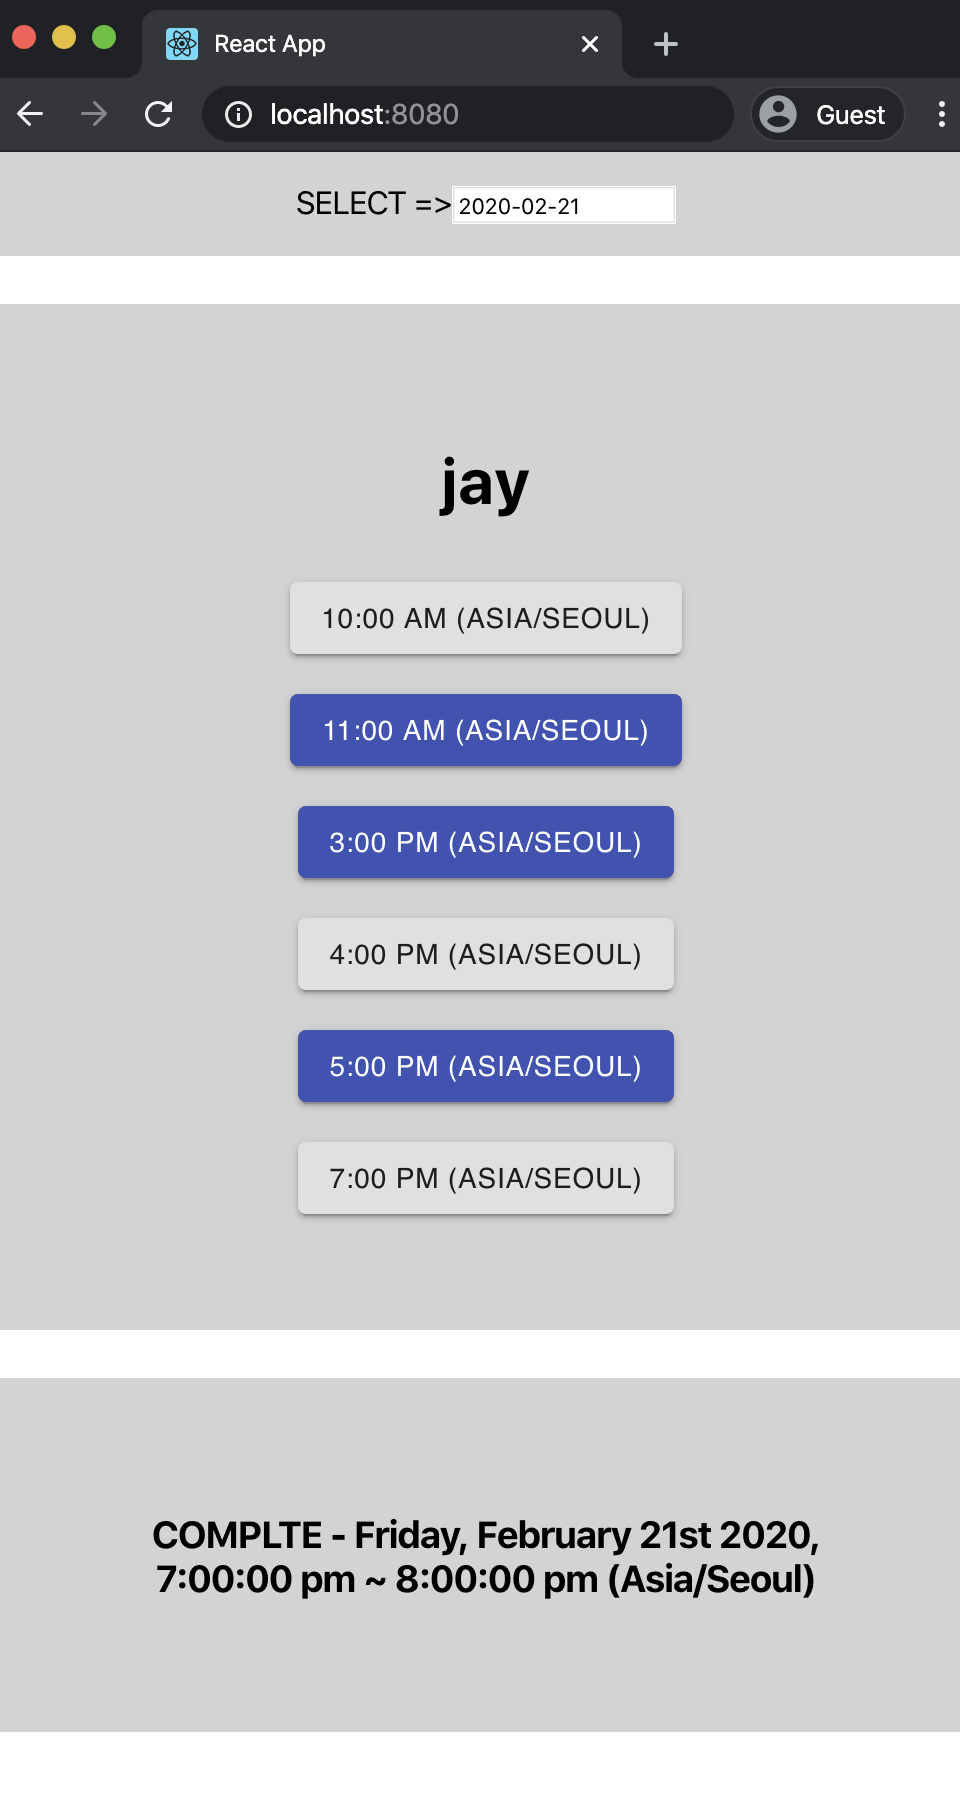 React App
localhost:8080
Guest
SELECT =>2020-02-21
jay
10:00 AM (ASIA/SEOUL)
11:00 AM (ASIA/SEOUL)
3:00 PM (ASIA/SEOUL)
4:00 PM (ASIA/SEOUL)
5:00 PM (ASIA/SEOUL)
7:00 PM (ASIA/SEOUL)
COMPLTE - Friday, February 21st 2020,
7:00:00 pm ~ 8:00:00 pm (Asia/Seoul)